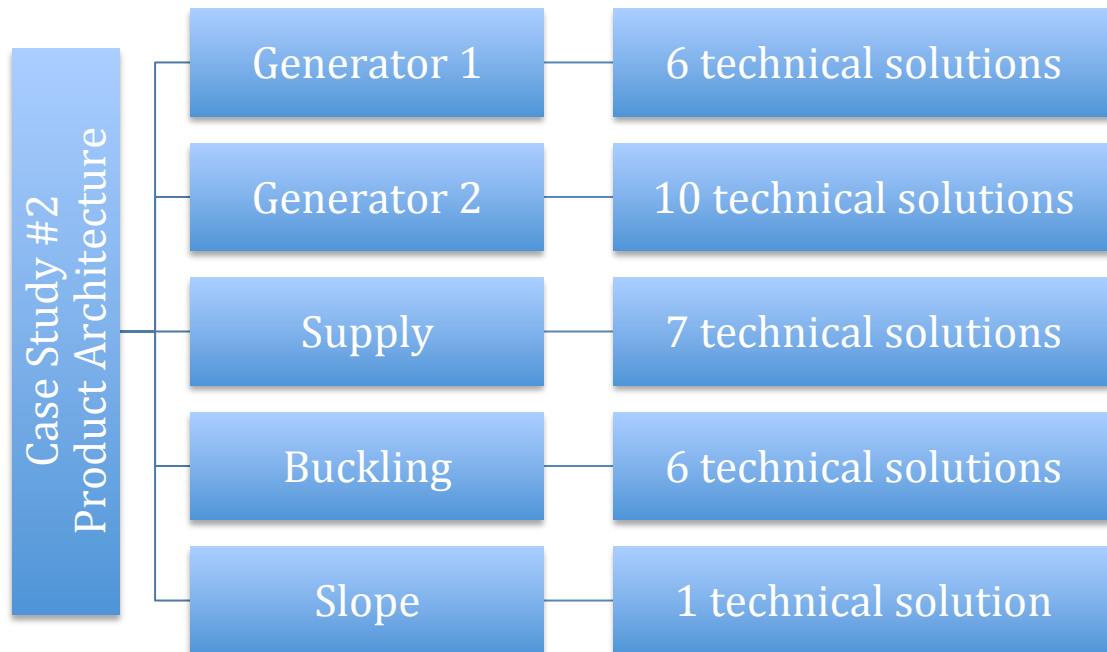 Case Study #2
Product Architecture
Generator 1
6 technical solutions
Generator 2
10 technical solutions
Supply
7 technical solutions
Buckling
6 technical solutions
Slope
1 technical solution